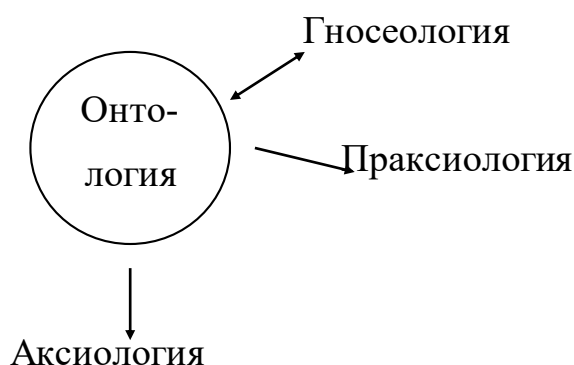 Гносеология
Онто-
логия
Праксиология
Аксиология